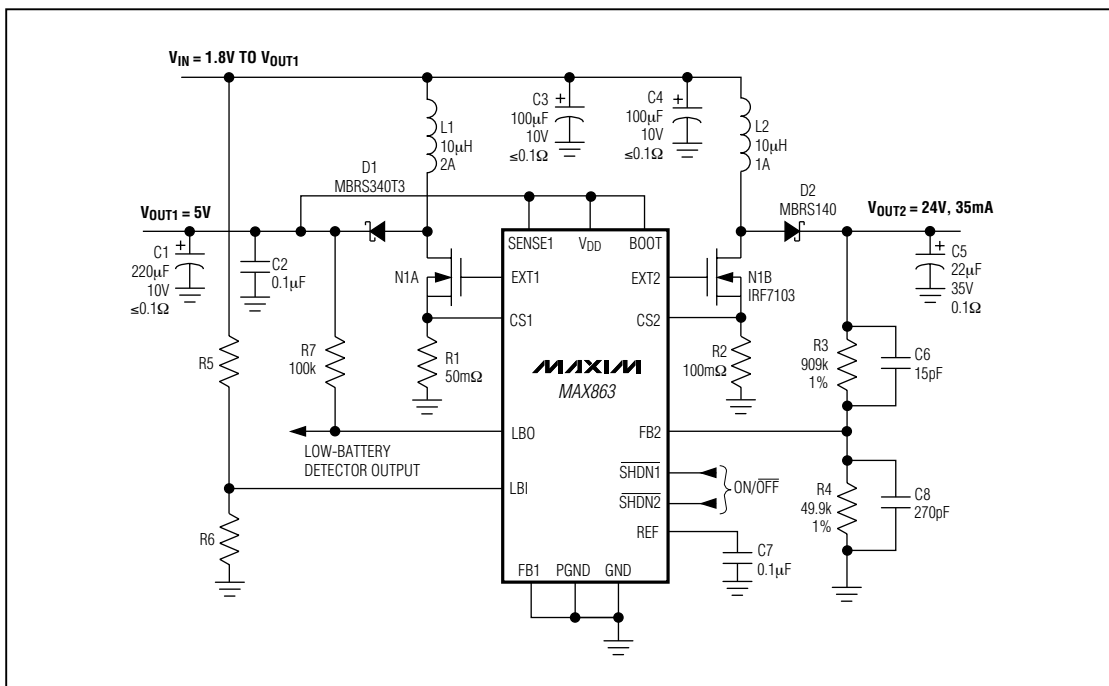 VIN = 1.8V TO VOUT1
C3
100μF
10V
≤0.1Ω
C4
100μF
10V
≤0.1Ω
L1
10μH
2A
L2
10μH
1A
D1
MBRS340T3
D2
MBRS140
VOUT1 = 5V
VOUT2 = 24V, 35mA
C1
220μF
10V
≤0.1Ω
C2
0.1μF
SENSE1
VDD
BOOT
N1A
EXT1
EXT2
N1B
IRF7103
C5
22μF
35V
0.1Ω
CS1
CS2
R5
R7
100k
R1
50mΩ
MAXIM
MAX863
R2
100mΩ
R3
909k
1%
C6
15pF
LBO
FB2
LOW-BATTERY
DETECTOR OUTPUT
SHDN1
SHDN2
ON/OFF
LBI
R4
49.9k
1%
C8
270pF
R6
REF
C7
0.1μF
FB1
PGND
GND